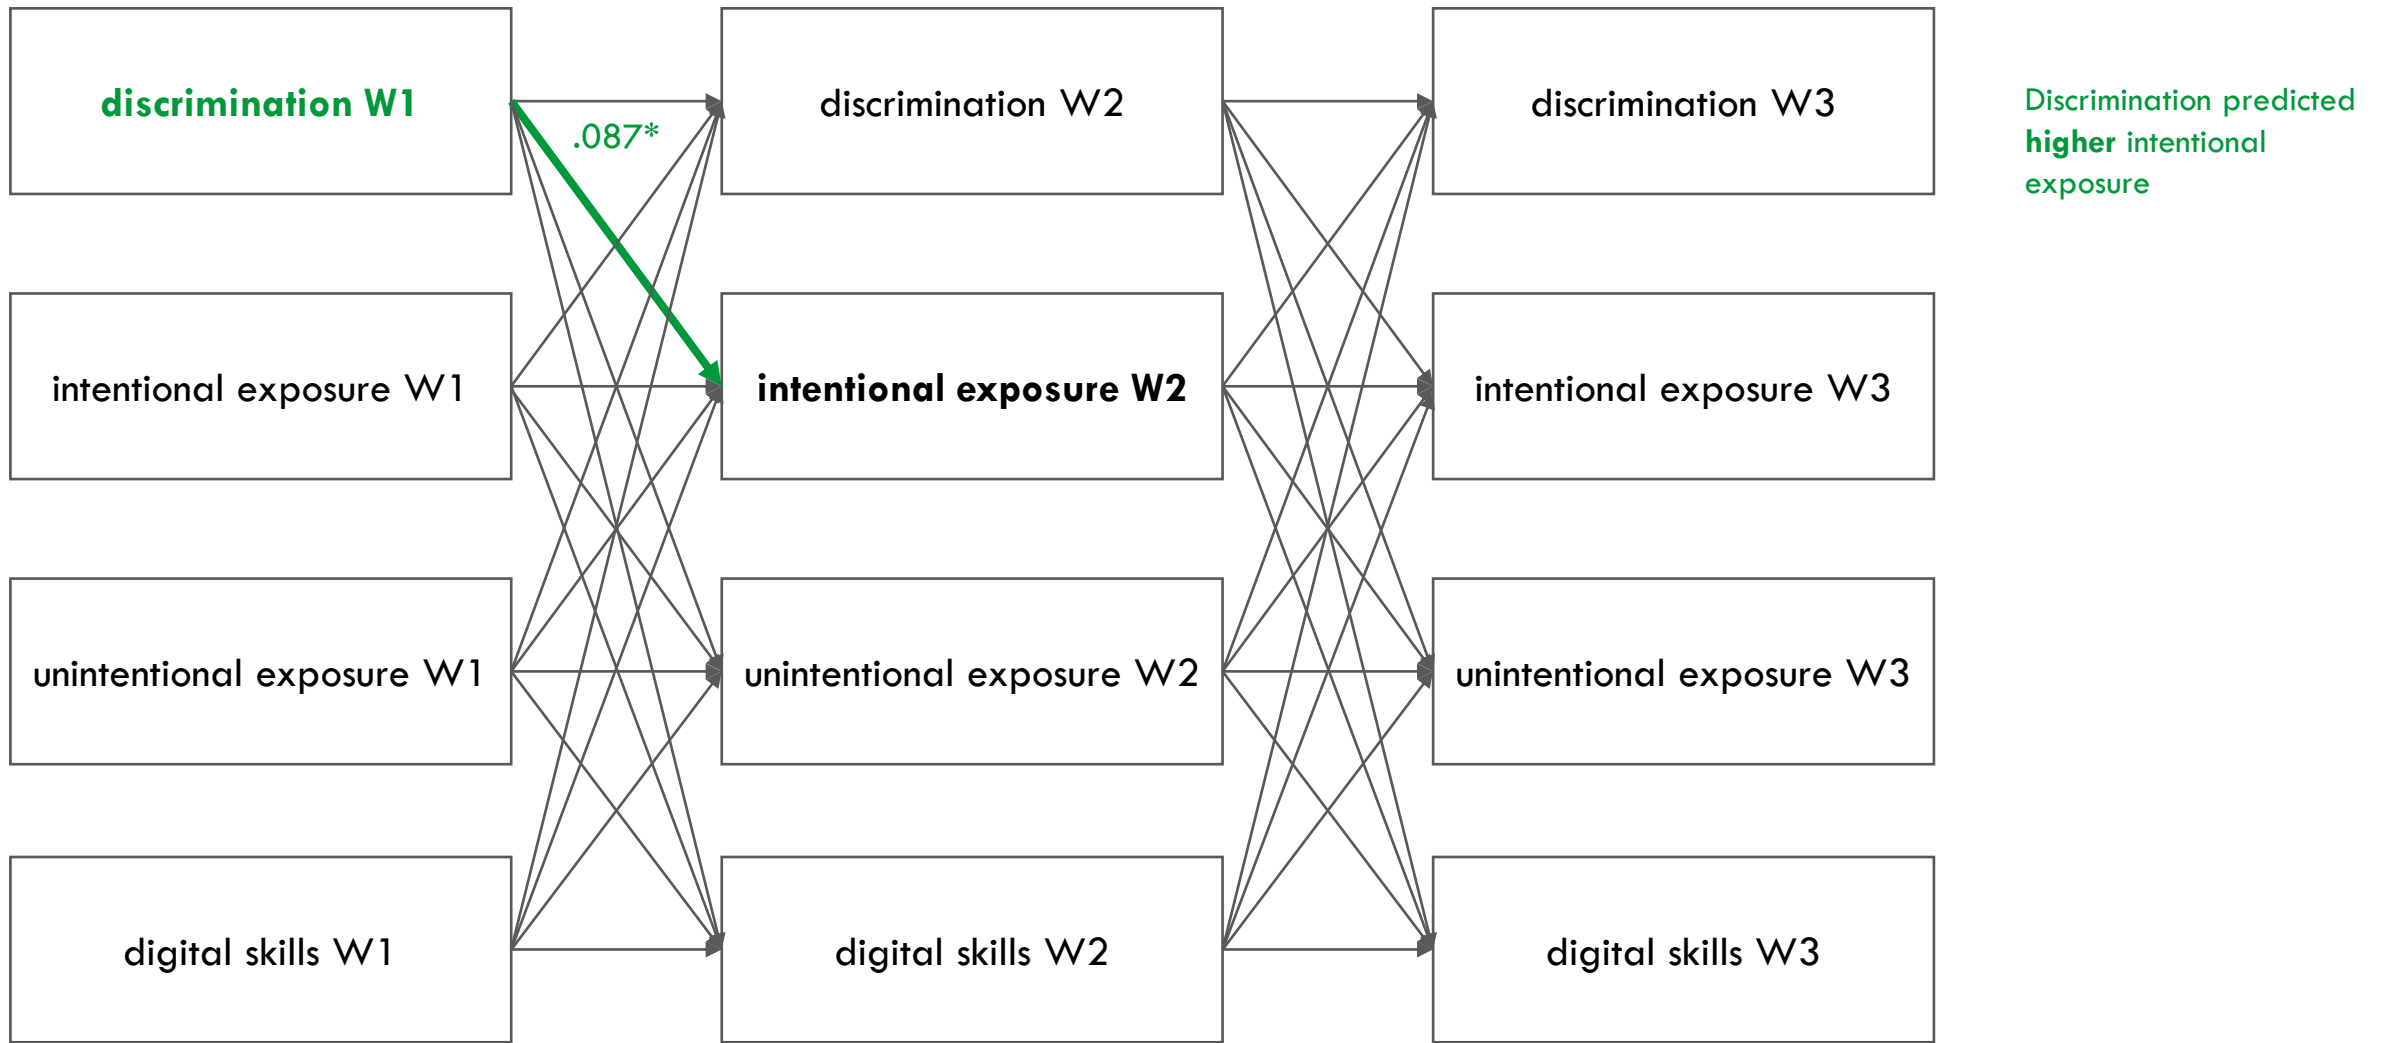 discrimination W1
discrimination W2
discrimination W3
.087*
Discrimination predicted
higher intentional
exposure
intentional exposure W1
intentional exposure W2
intentional exposure W3
unintentional exposure W1
unintentional exposure W2
unintentional exposure W3
digital skills W1
digital skills W2
digital skills W3